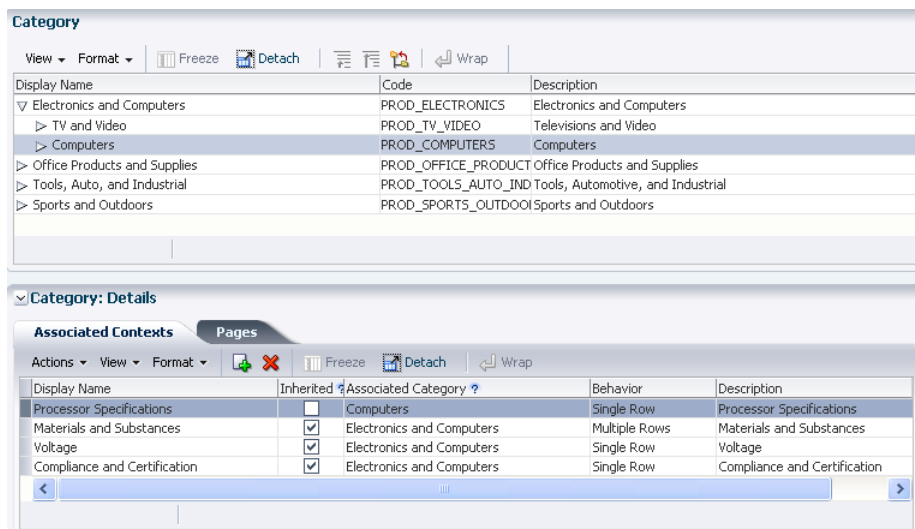 Category
View Format Freeze Detach Wrap
Display Name Code Description
Electronics and Computers PROD_ELECTRONICS Electronics and Computers
TV and Video PROD_TV_VIDEO Televisions and Video
Computers PROD_COMPUTERS Computers
Office Products and Supplies PROD_OFFICE_PRODUCT Office Products and Supplies
Tools, Auto, and Industrial PROD_TOOLS_AUTO_IND Tools, Automotive, and Industrial
Sports and Outdoors PROD_SPORTS_OUTDOOI Sports and Outdoors
Category: Details
Associated Contexts Pages
Actions View Format Freeze Detach Wrap
Display Name Inherited ? Associated Category ? Behavior Description
Processor Specifications Computers Single Row Processor Specifications
Materials and Substances Electronics and Computers Multiple Rows Materials and Substances
Voltage Electronics and Computers Single Row Voltage
Compliance and Certification Electronics and Computers Single Row Compliance and Certification